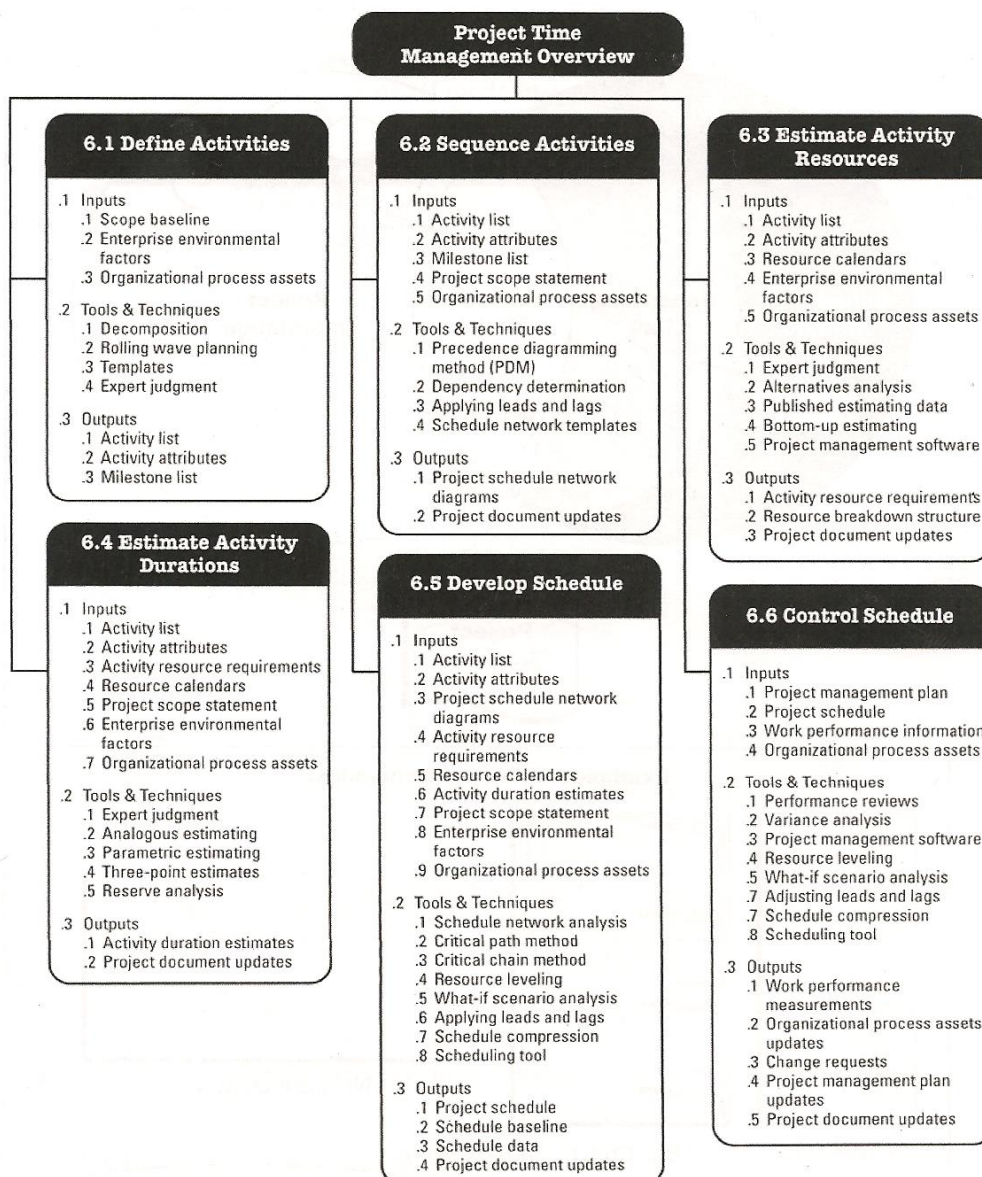 Project Time
Management Overview
6.1 Define Activities
.1 Inputs
.1 Scope baseline
.2 Enterprise environmental
factors
.3 Organizational process assets
.2 Tools & Techniques
.1 Decomposition
.2 Rolling wave planning
.3 Templates
.4 Expert judgment
.3 Outputs
.1 Activity list
.2 Activity attributes
.3 Milestone list
6.2 Sequence Activities
.1 Inputs
.1 Activity list
.2 Activity attributes
.3 Milestone list
.4 Project scope statement
.5 Organizational process assets
.2 Tools & Techniques
.1 Precedence diagramming
method (PDM)
.2 Dependency determination
.3 Applying leads and lags
.4 Schedule network templates
.3 Outputs
.1 Project schedule network
diagrams
.2 Project document updates
6.3 Estimate Activity
Resources
.1 Inputs
.1 Activity list
.2 Activity attributes
.3 Resource calendars
.4 Enterprise environmental
factors
.5 Organizational process assets
.2 Tools & Techniques
.1 Expert judgment
.2 Alternatives analysis
.3 Published estimating data
.4 Bottom-up estimating
.5 Project management software
.3 Outputs
.1 Activity resource requirements
.2 Resource breakdown structure
.3 Project document updates
6.4 Estimate Activity
Durations
.1 Inputs
.1 Activity list
.2 Activity attributes
.3 Activity resource requirements
.4 Resource calendars
.5 Project scope statement
.6 Enterprise environmental
factors
.7 Organizational process assets
.2 Tools & Techniques
.1 Expert judgment
.2 Analogous estimating
.3 Parametric estimating
.4 Three-point estimates
.5 Reserve analysis
.3 Outputs
.1 Activity duration estimates
.2 Project document updates
6.5 Develop Schedule
.1 Inputs
.1 Activity list
.2 Activity attributes
.3 Project schedule network
diagrams
.4 Activity resource
requirements
.5 Resource calendars
.6 Activity duration estimates
.7 Project scope statement
.8 Enterprise environmental
factors
.9 Organizational process assets
.2 Tools & Techniques
.1 Schedule network analysis
.2 Critical path method
.3 Critical chain method
.4 Resource leveling
.5 What-if scenario analysis
.6 Applying leads and lags
.7 Schedule compression
.8 Scheduling tool
.3 Outputs
.1 Project schedule
.2 Schedule baseline
.3 Schedule data
.4 Project document updates
6.6 Control Schedule
.1 Inputs
.1 Project management plan
.2 Project schedule
.3 Work performance information
.4 Organizational process assets
.2 Tools & Techniques
.1 Performance reviews
.2 Variance analysis
.3 Project management software
.4 Resource leveling
.5 What-if scenario analysis
.7 Adjusting leads and lags
.7 Schedule compression
.8 Scheduling tool
.3 Outputs
.1 Work performance
measurements
.2 Organizational process assets
updates
.3 Change requests
.4 Project management plan
updates
.5 Project document updates